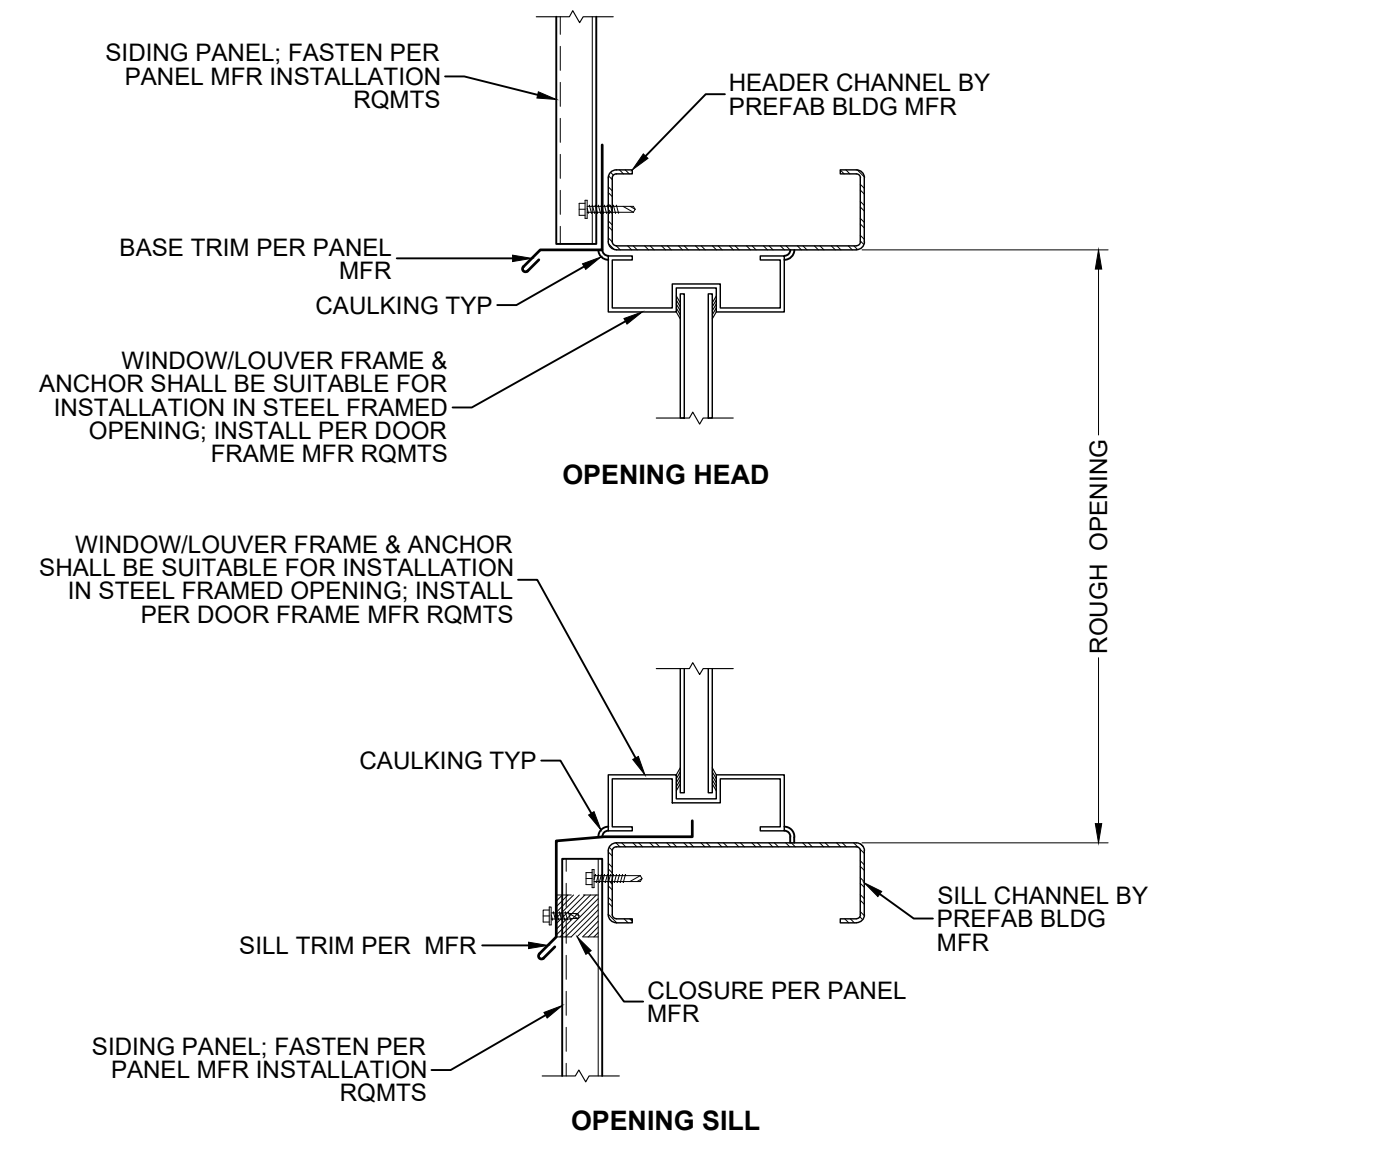 SIDING PANEL; FASTEN PER
PANEL MFR INSTALLATION
RQMTS
HEADER CHANNEL BY
PREFAB BLDG MFR
BASE TRIM PER PANEL
MFR
CAULKING TYP
WINDOW/LOUVER FRAME &
ANCHOR SHALL BE SUITABLE FOR
INSTALLATION IN STEEL FRAMED
OPENING; INSTALL PER DOOR
FRAME MFR RQMTS
OPENING HEAD
ROUGH OPENING
WINDOW/LOUVER FRAME & ANCHOR
SHALL BE SUITABLE FOR INSTALLATION
IN STEEL FRAMED OPENING; INSTALL
PER DOOR FRAME MFR RQMTS
CAULKING TYP
SILL CHANNEL BY
PREFAB BLDG
MFR
SILL TRIM PER MFR
CLOSURE PER PANEL
MFR
SIDING PANEL; FASTEN PER
PANEL MFR INSTALLATION
RQMTS
OPENING SILL